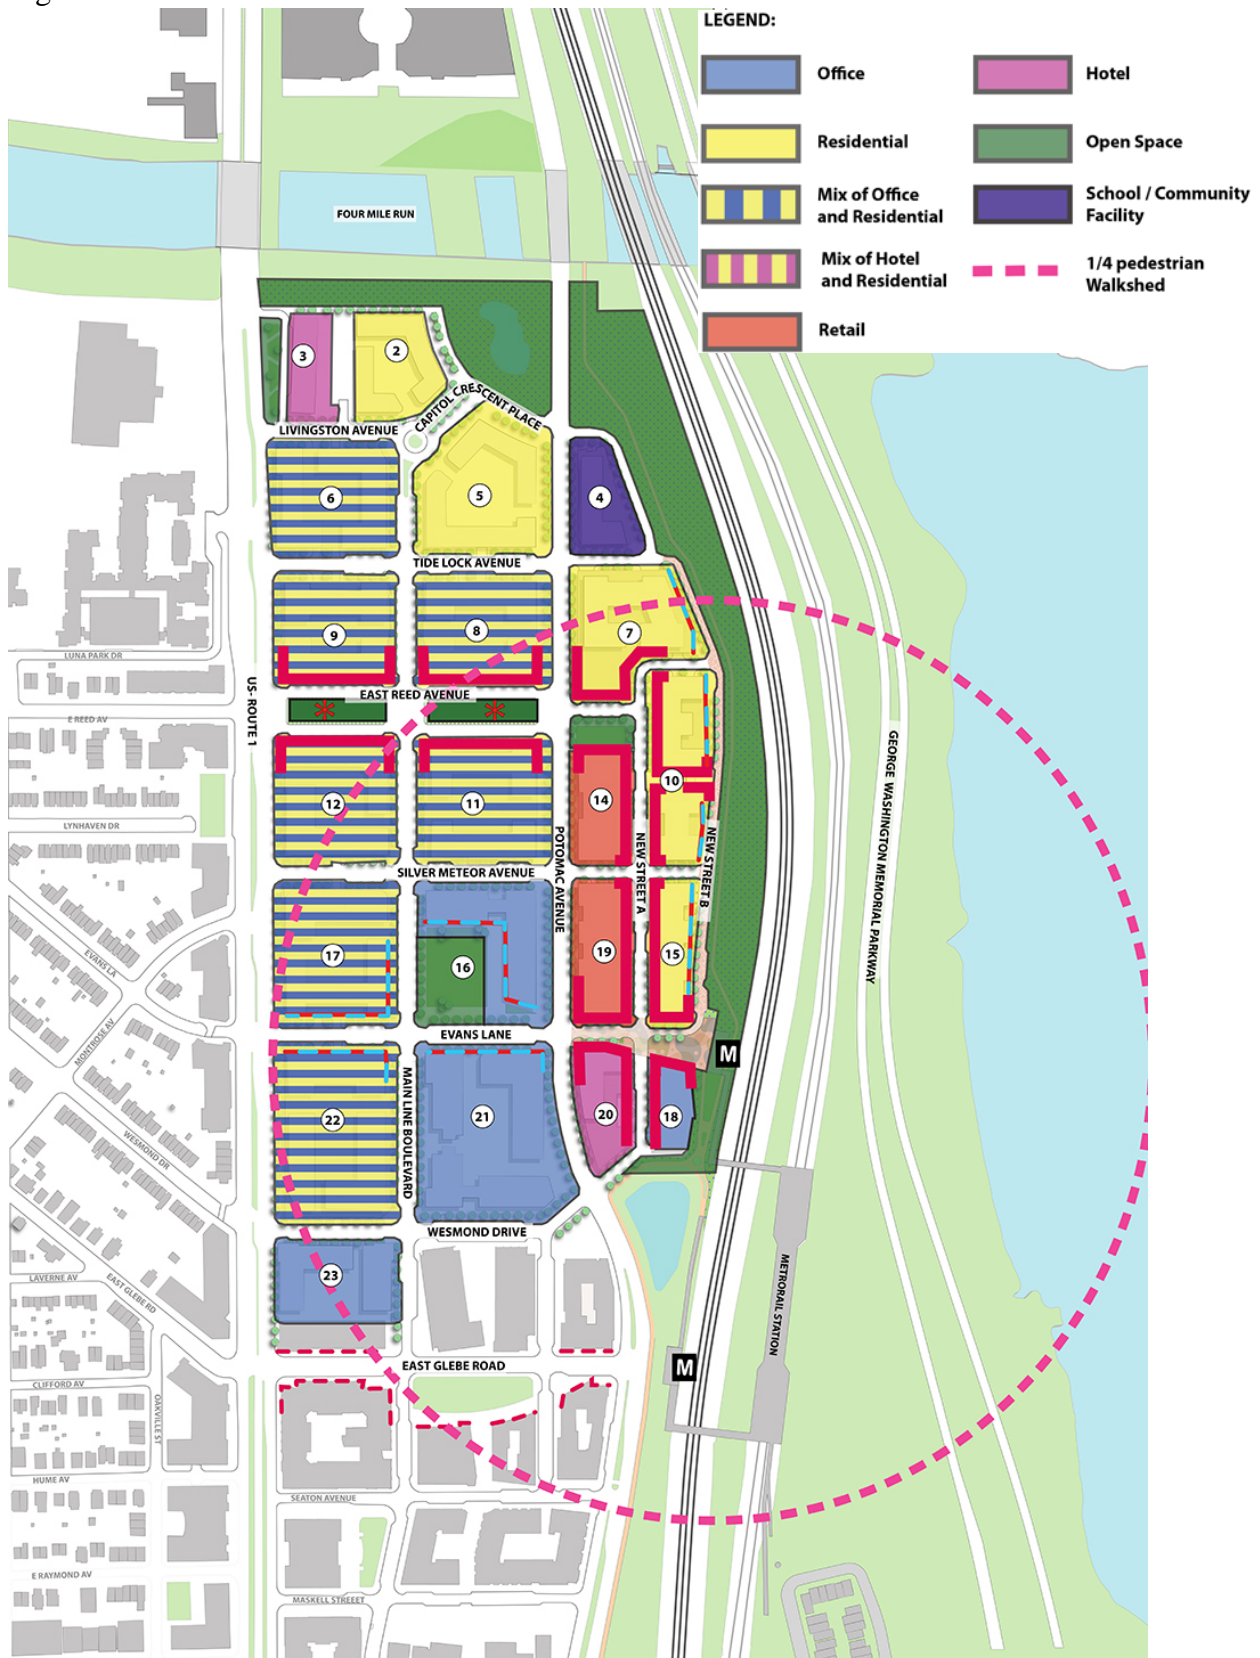 LEGEND:
Office
Hotel
Residential
Open Space
Mix of Office
and Residential
School / Community
Facility
Mix of Hotel
and Residential
1/4 pedestrian
Walkshed
Retail
FOUR MILE RUN
3
2
CAPITOL CRESCENT PLACE
LIVINGSTON AVENUE
6
5
4
TIDE LOCK AVENUE
9
8
7
LUNA PARK DR
US- ROUTE 1
EAST REED AVENUE
E REED AV
GEORGE WASHINGTON MEMORIAL PARKWAY
10
12
11
14
LYNHAVEN DR
POTOMAC AVENUE
NEW STREET A
NEW STREET B
SILVER METEOR AVENUE
17
16
19
15
EVANS LA
MONTROSE AV
EVANS LANE
M
MAIN LINE BOULEVARD
22
21
20
18
WESMOND DR
WESMOND DRIVE
23
LAVERNE AV
EAST GLEBE RD
METRORAIL STATION
EAST GLEBE ROAD
M
CLIFFORD AV
OAKVILLE ST
HUME AV
SEATON AVENUE
E RAYMOND AV
MASKELL STREEET